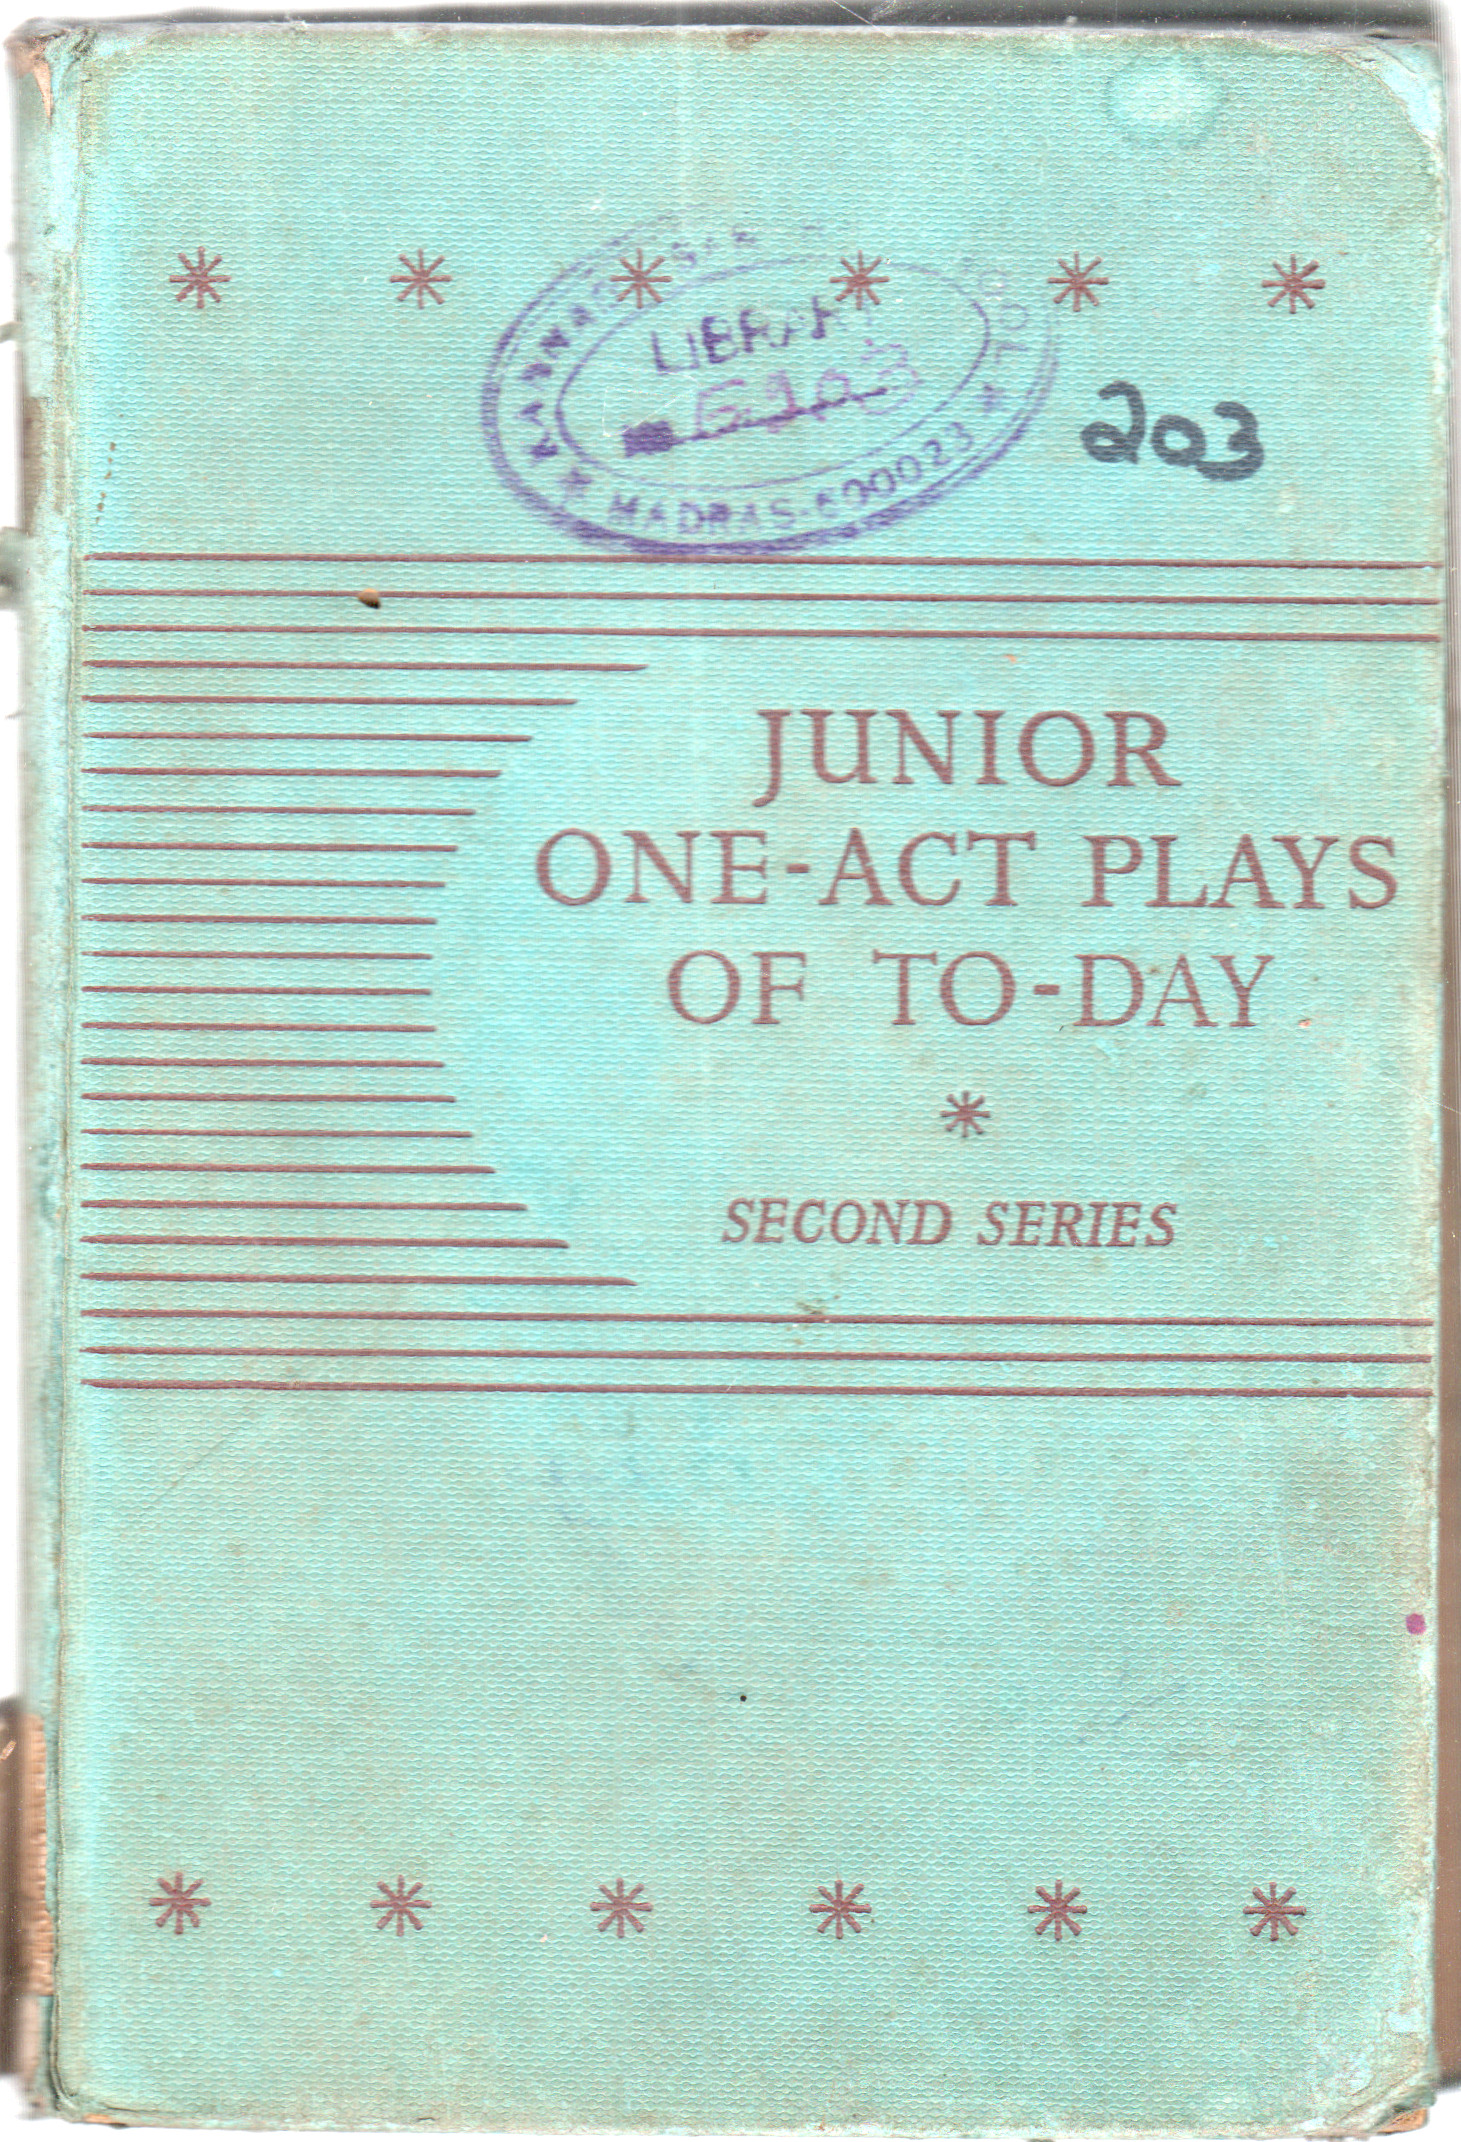 LIBRARY
203
MADRAS-600023
JUNIOR
ONE-ACT PLAYS
OF TO-DAY
SECOND SERIES